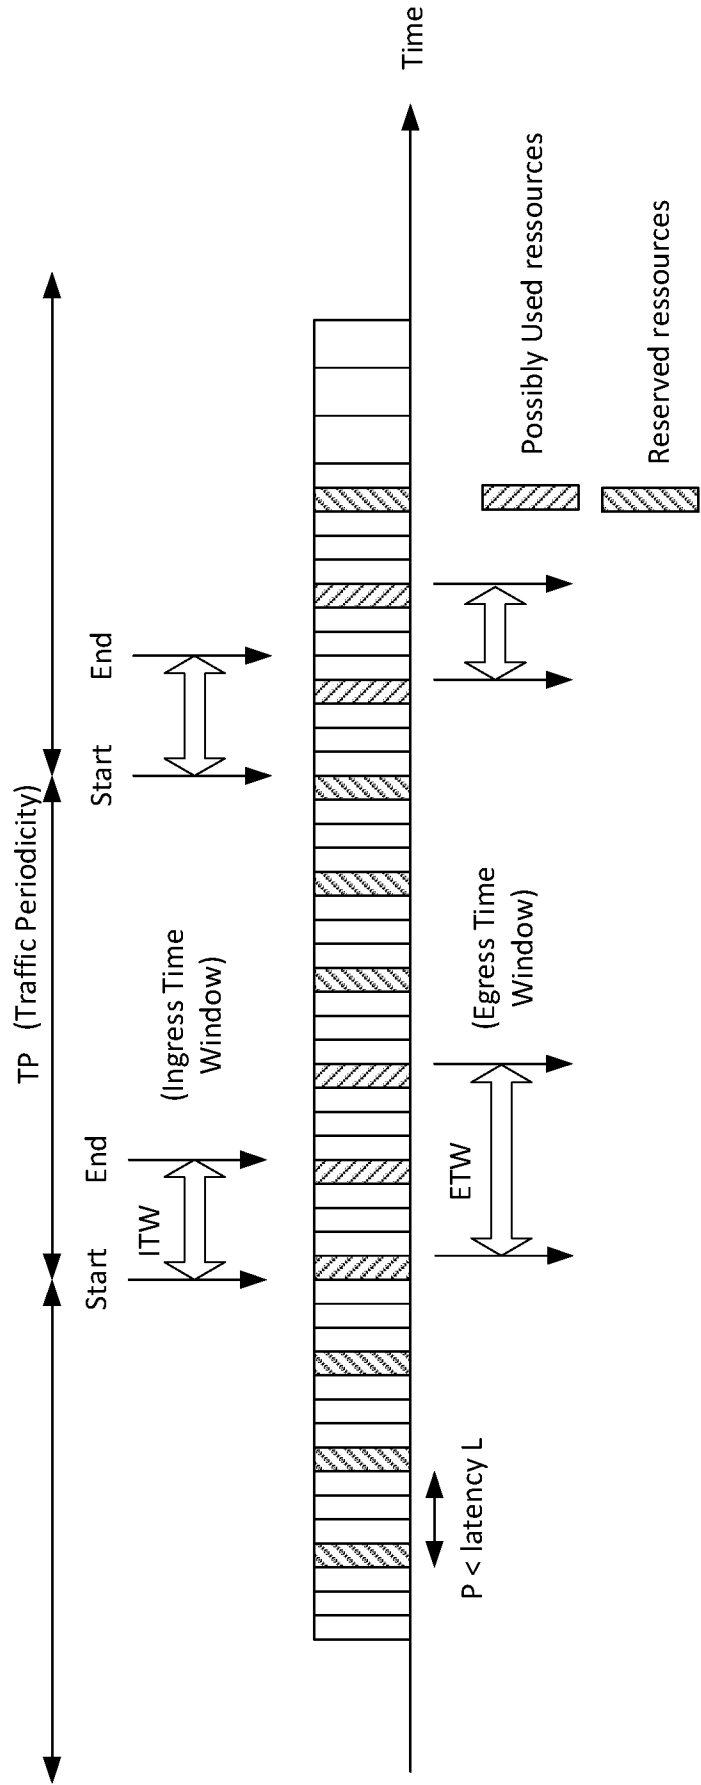 TP (Traffic Periodicity)
Start
End
Start
End
ITW
(Ingress Time
Window)
Time
P < latency L
ETW
(Egress Time
Window)
Possibly Used ressources
Reserved ressources